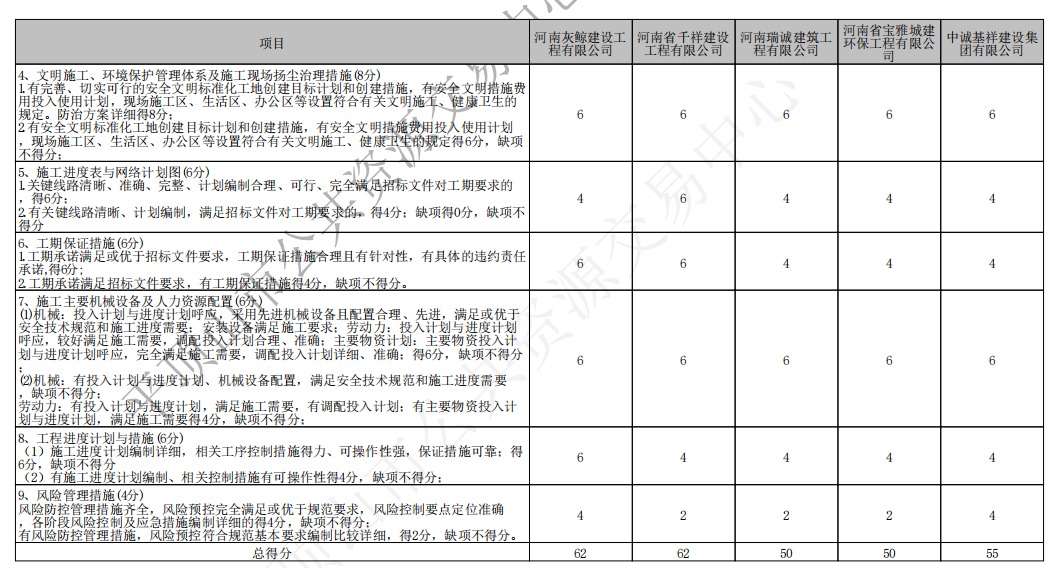 项目
河南灰鲸建设工程有限公司
河南省千祥建设工程有限公司
河南瑞诚建筑工程有限公司
河南省宝雅城建环保工程有限公司
中诚基祥建设集团有限公司
4、文明施工、环境保护管理体系及施工现场扬尘治理措施(8分)
1.有完善、切实可行的安全文明标准化工地创建目标计划和创建措施，有安全文明措施费
用投入使用计划，现场施工区、生活区、办公区等设置符合有关文明施工、健康卫生的
规定。防治方案详细得8分；
2.有安全文明标准化工地创建目标计划和创建措施，有安全文明措施费用投入使用计划
，现场施工区、生活区、办公区等设置符合有关文明施工、健康卫生的规定得6分，缺项
不得分；
6 6 6 6 6
5、施工进度表与网络计划图(6分)
1.关键线路清晰、准确、完整、计划编制合理、可行、完全满足招标文件对工期要求的
，得6分；
2.有关键线路清晰、计划编制，满足招标文件对工期要求的，得4分；缺项得0分，缺项不
得分
4 6 4 4 4
6、工期保证措施(6分)
1.工期承诺满足或优于招标文件要求，工期保证措施合理且有针对性，有具体的违约责任
承诺,得6分；
2.工期承诺满足招标文件要求，有工期保证措施得4分，缺项不得分。
6 6 4 4 4
7、施工主要机械设备及人力资源配置(6分)
(1)机械：投入计划与进度计划呼应，采用先进机械设备且配置合理、先进，满足或优于
安全技术规范和施工进度需要；安装设备满足施工要求；劳动力：投入计划与进度计划
呼应，较好满足施工需要，调配投入计划合理、准确；主要物资计划：主要物资投入计
划与进度计划呼应，完全满足施工需要，调配投入计划详细、准确；得6分，缺项不得分
；
(2)机械：有投入计划与进度计划、机械设备配置，满足安全技术规范和施工进度需要
，缺项不得分；
劳动力：有投入计划与进度计划，满足施工需要，有调配投入计划；有主要物资投入计
划与进度计划，满足施工需要得4分，缺项不得分；
6 6 6 6 6
8、工程进度计划与措施(6分)
（1）施工进度计划编制详细，相关工序控制措施得力、可操作性强，保证措施可靠；得
6分，缺项不得分
（2）有施工进度计划编制、相关控制措施有可操作性得4分，缺项不得分；
6 4 4 4 4
9、风险管理措施(4分)
风险防控管理措施齐全，风险预控完全满足或优于规范要求，风险控制要点定位准确
，各阶段风险控制及应急措施编制详细的得4分，缺项不得分；
有风险防控管理措施，风险预控符合规范基本要求编制比较详细，得2分，缺项不得分。
4 2 2 2 4
总得分 62 62 50 50 55
平顶山市公共资源交易中心
平顶山市公共资源交易中心